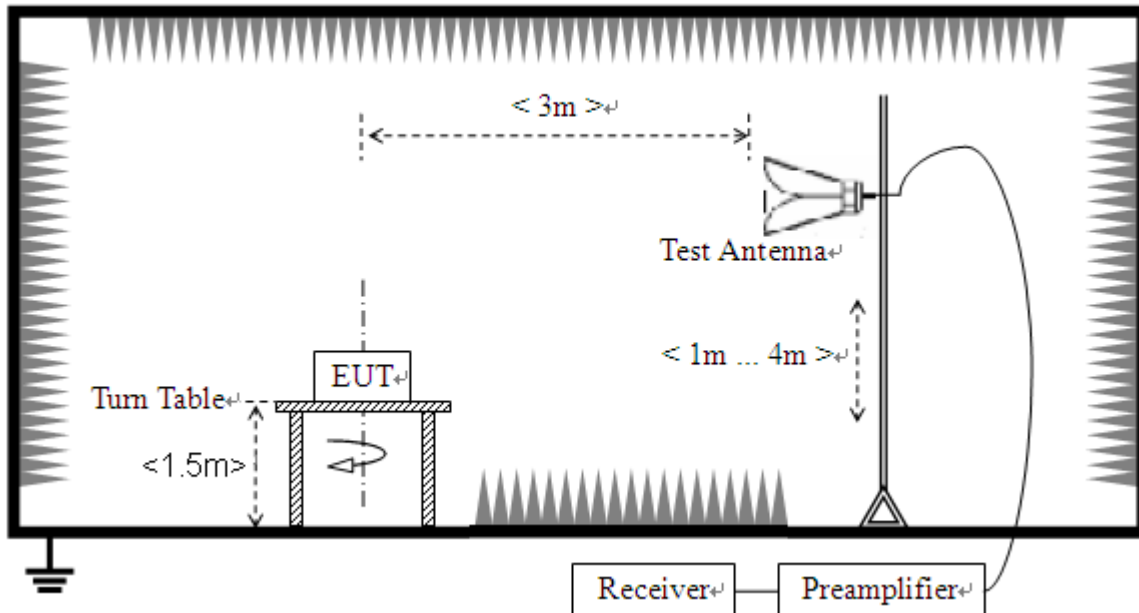 < 3m >
Test Antenna
< 1m ... 4m >
EUT
Turn Table
<1.5m>
Receiver
Preamplifier